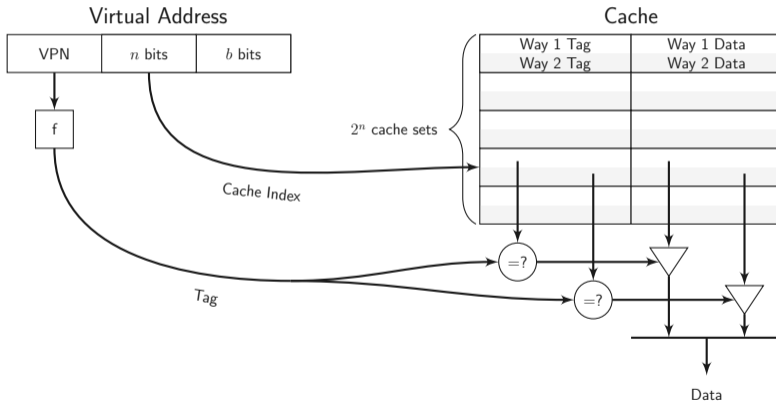 Virtual Address
Cache
VPN
n bits
b bits
Way 1 Tag
Way 1 Data
Way 2 Tag
Way 2 Data
f
2ⁿ cache sets
Cache Index
=?
=?
Tag
Data